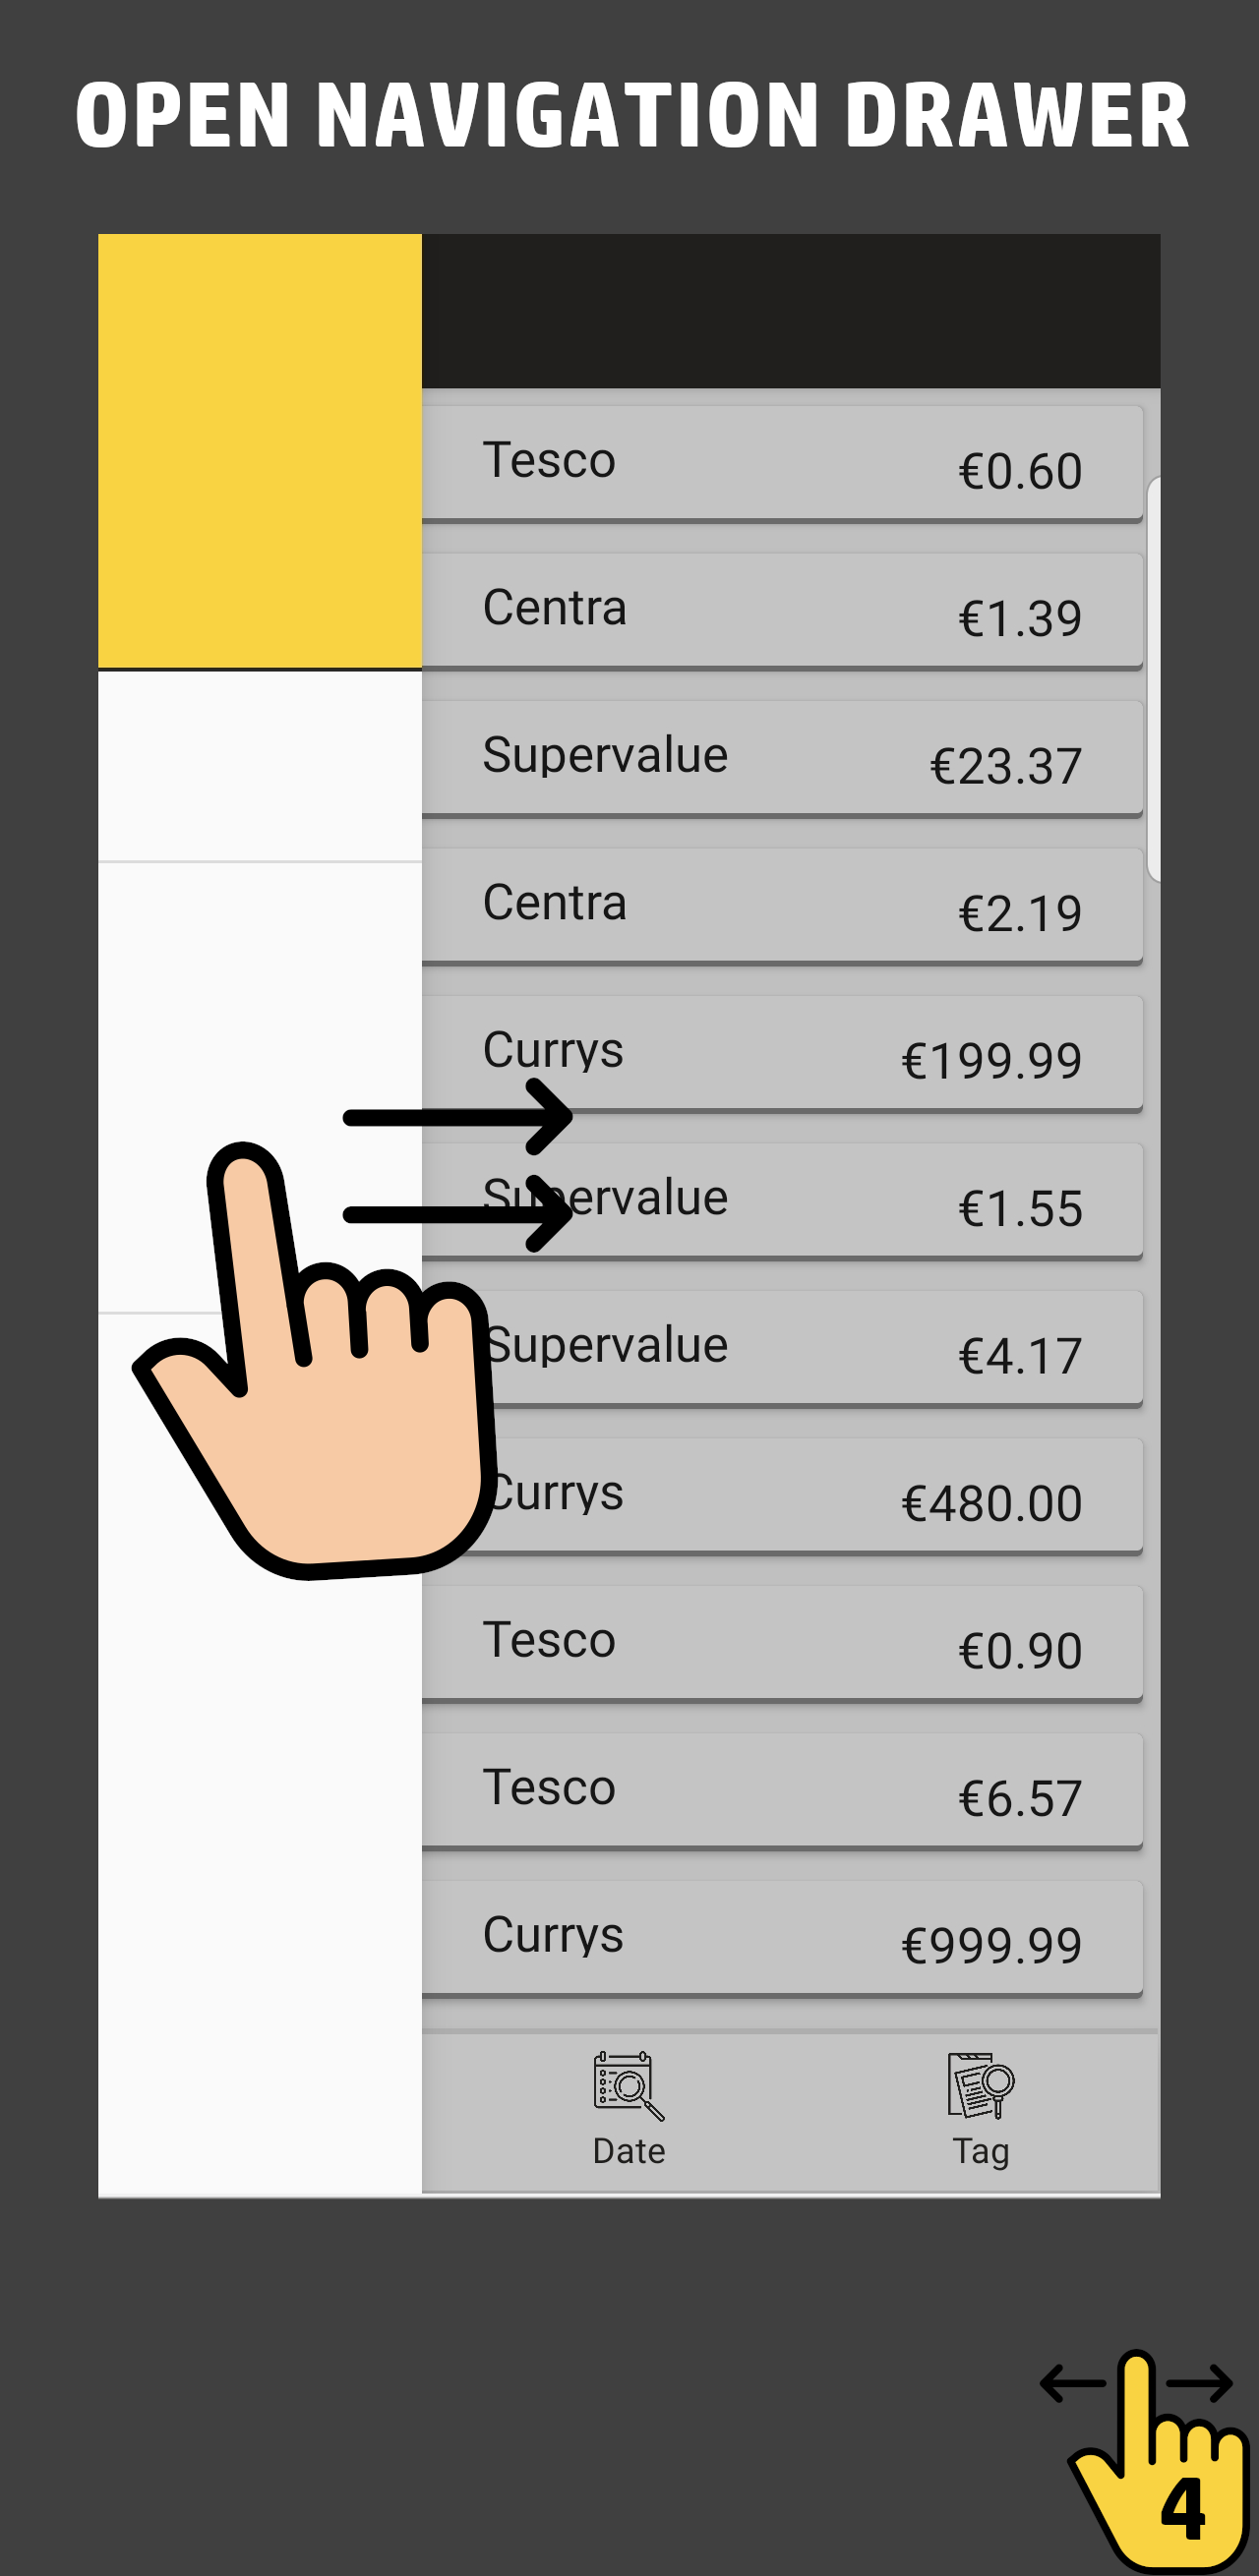 OPEN NAVIGATION DRAWER
Tesco €0.60
Centra €1.39
Supervalue €23.37
Centra €2.19
Currys €199.99
Supervalue €1.55
Supervalue €4.17
Currys €480.00
Tesco €0.90
Tesco €6.57
Currys €999.99
Date Tag
4